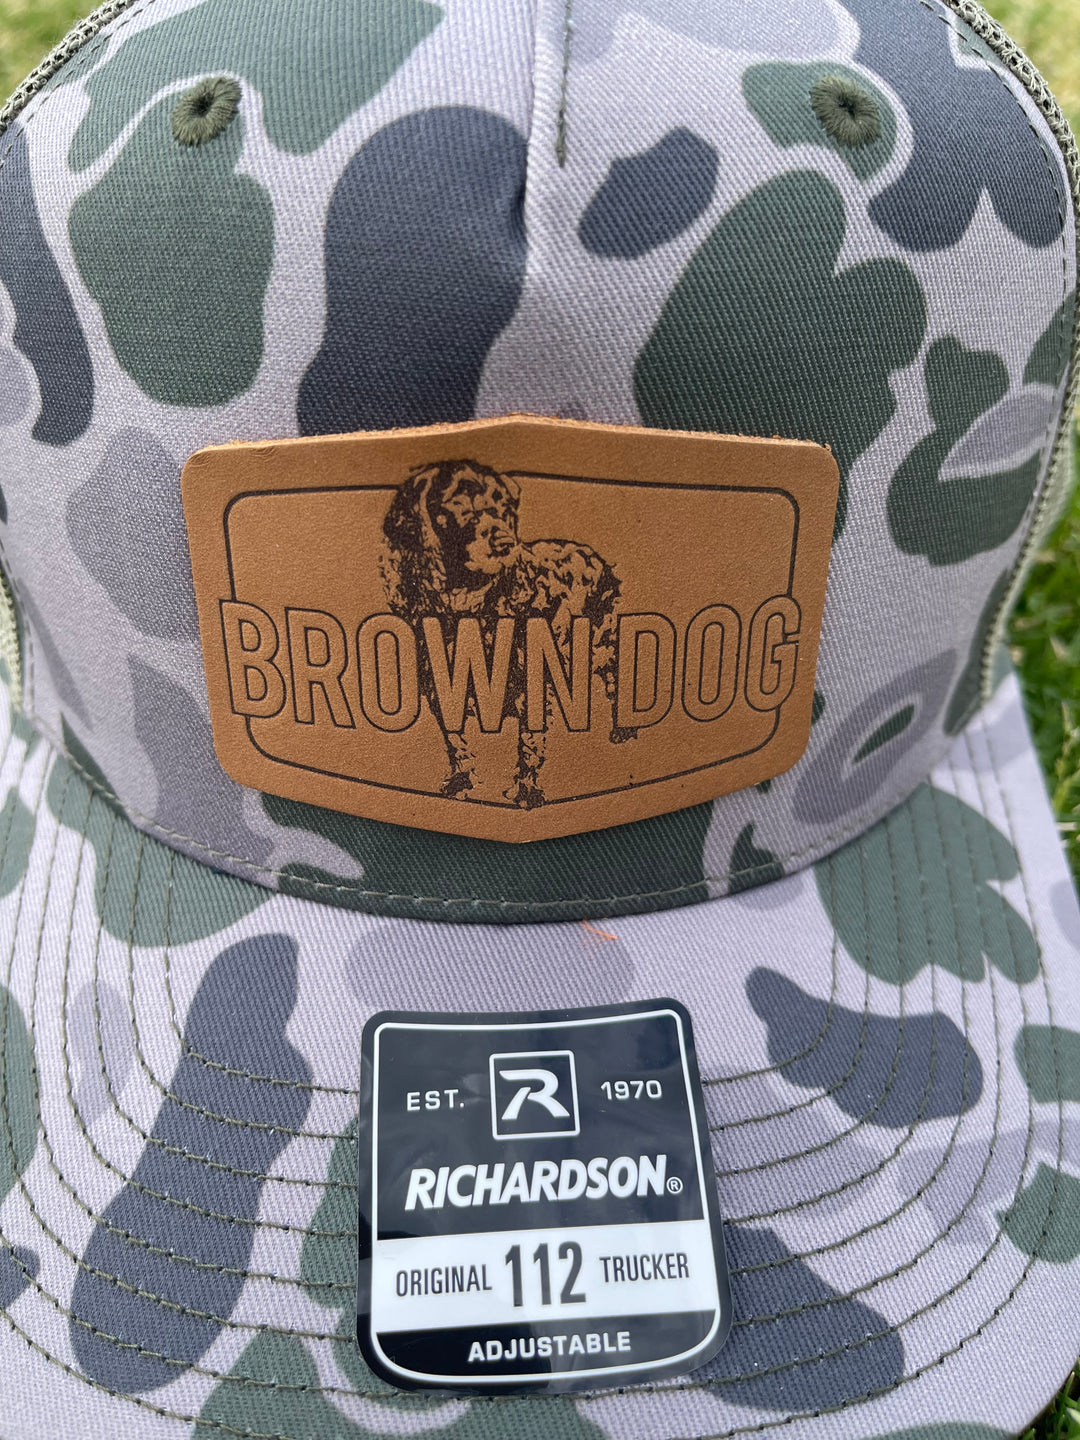 BROWN DOG
EST. R 1970
RICHARDSON®
ORIGINAL 112 TRUCKER
ADJUSTABLE